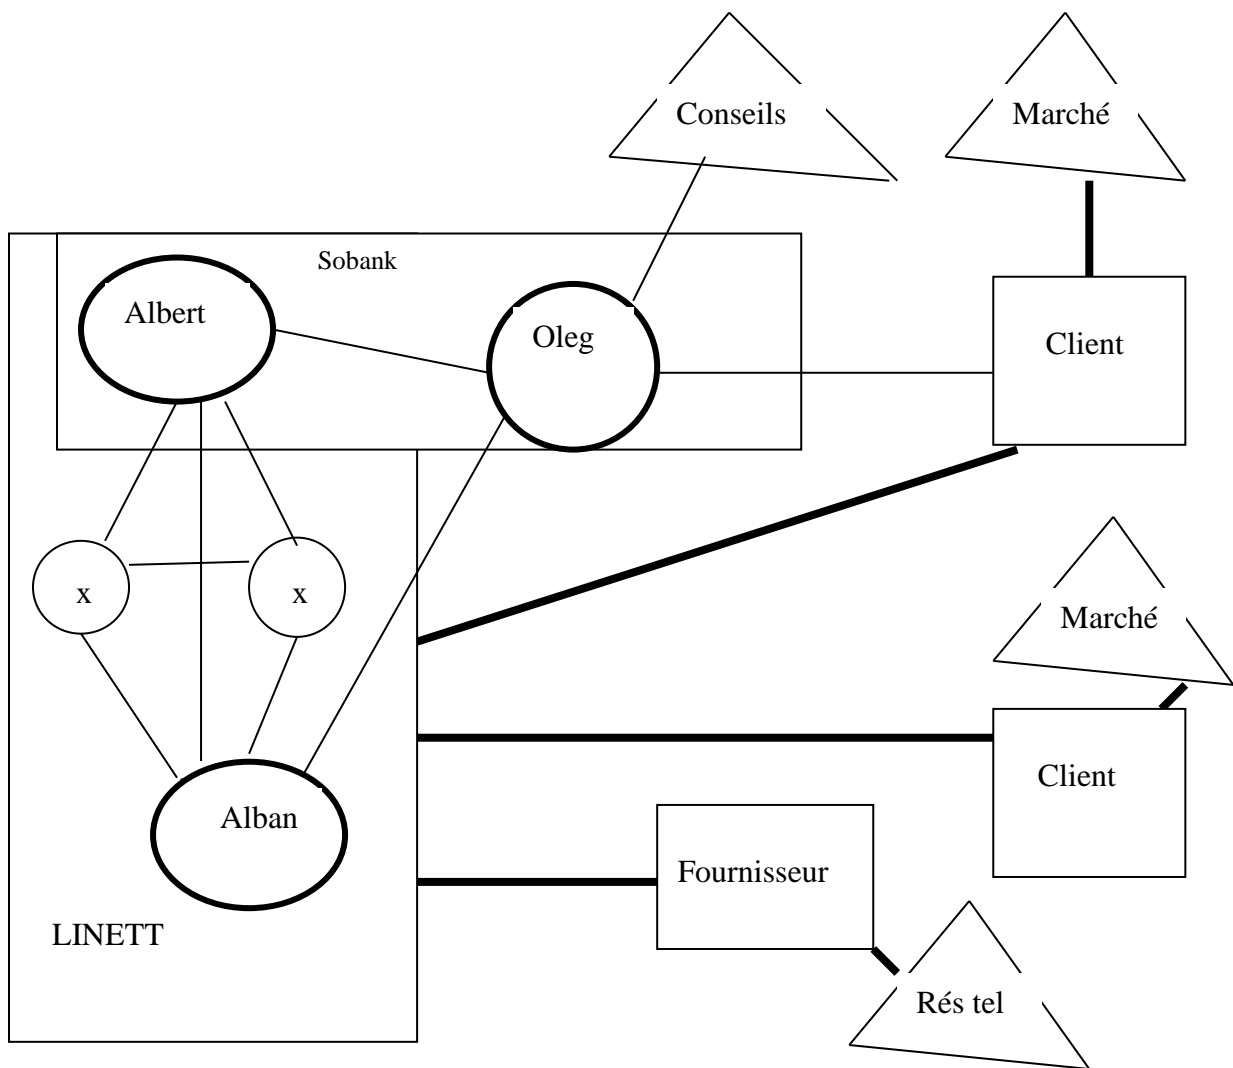 Conseils
Marché
Sobank
Albert
Oleg
Client
x
x
Marché
Client
Alban
Fournisseur
LINETT
Rés tel